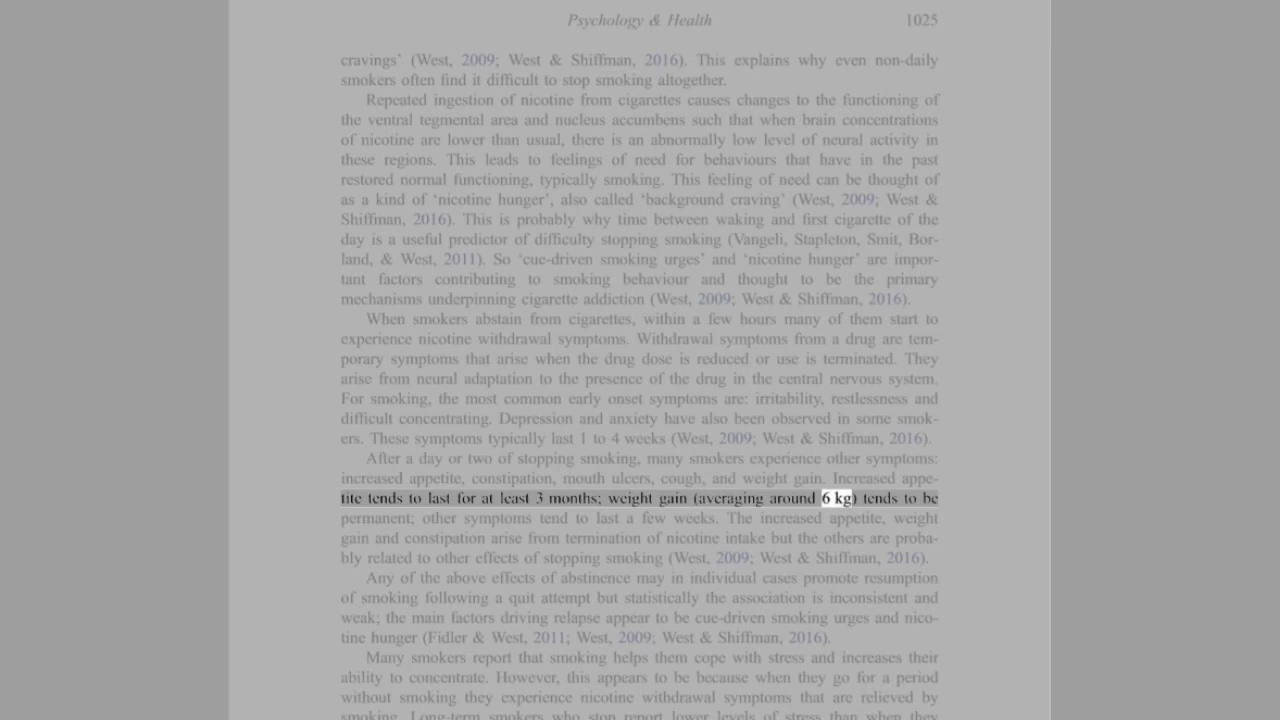 Psychology & Health 1025
cravings' (West, 2009; West & Shiffman, 2016). This explains why even non-daily
smokers often find it difficult to stop smoking altogether.
Repeated ingestion of nicotine from cigarettes causes changes to the functioning of
the ventral tegmental area and nucleus accumbens such that when brain concentrations
of nicotine are lower than usual, there is an abnormally low level of neural activity in
these regions. This leads to feelings of need for behaviours that have in the past
restored normal functioning, typically smoking. This feeling of need can be thought of
as a kind of 'nicotine hunger', also called 'background craving' (West, 2009; West &
Shiffman, 2016). This is probably why time between waking and first cigarette of the
day is a useful predictor of difficulty stopping smoking (Vangeli, Stapleton, Smit, Bor-
land, & West, 2011). So 'cue-driven smoking urges' and 'nicotine hunger' are impor-
tant factors contributing to smoking behaviour and thought to be the primary
mechanisms underpinning cigarette addiction (West, 2009; West & Shiffman, 2016).
When smokers abstain from cigarettes, within a few hours many of them start to
experience nicotine withdrawal symptoms. Withdrawal symptoms from a drug are tem-
porary symptoms that arise when the drug dose is reduced or use is terminated. They
arise from neural adaptation to the presence of the drug in the central nervous system.
For smoking, the most common early onset symptoms are: irritability, restlessness and
difficult concentrating. Depression and anxiety have also been observed in some smok-
ers. These symptoms typically last 1 to 4 weeks (West, 2009; West & Shiffman, 2016).
After a day or two of stopping smoking, many smokers experience other symptoms:
increased appetite, constipation, mouth ulcers, cough, and weight gain. Increased appe-
tite tends to last for at least 3 months; weight gain (averaging around 6 kg) tends to be
permanent; other symptoms tend to last a few weeks. The increased appetite, weight
gain and constipation arise from termination of nicotine intake but the others are proba-
bly related to other effects of stopping smoking (West, 2009; West & Shiffman, 2016).
Any of the above effects of abstinence may in individual cases promote resumption
of smoking following a quit attempt but statistically the association is inconsistent and
weak; the main factors driving relapse appear to be cue-driven smoking urges and nico-
tine hunger (Fidler & West, 2011; West, 2009; West & Shiffman, 2016).
Many smokers report that smoking helps them cope with stress and increases their
ability to concentrate. However, this appears to be because when they go for a period
without smoking they experience nicotine withdrawal symptoms that are relieved by
smoking. Long-term smokers who stop report lower levels of stress than when they